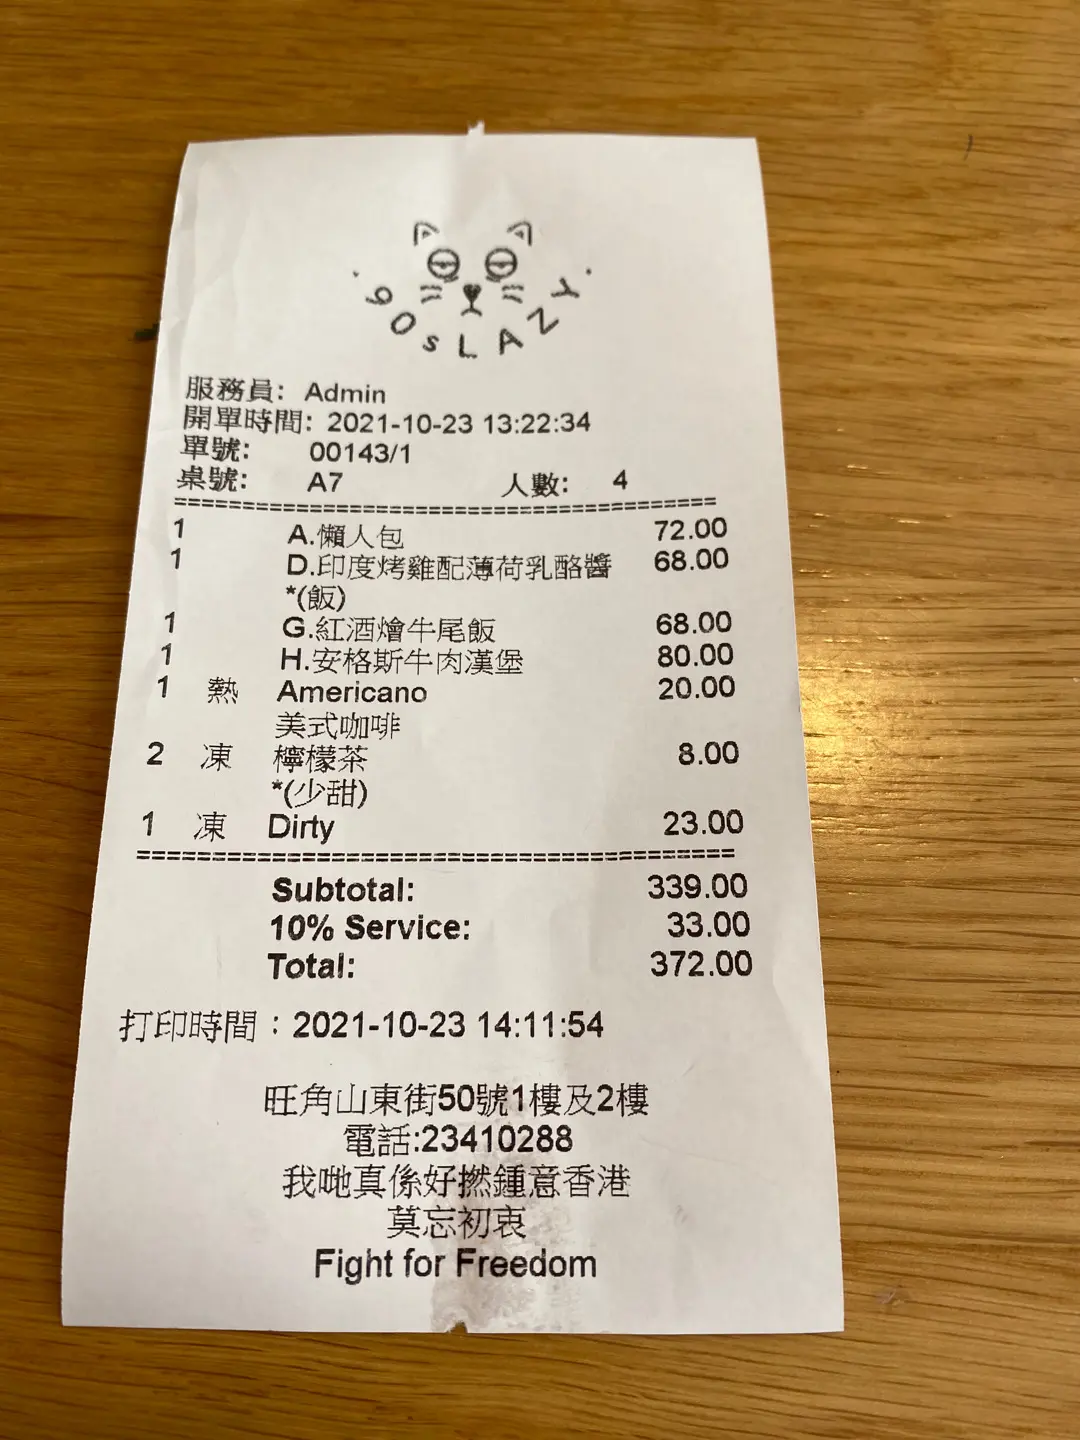 90sLAZY
服務員: Admin
開單時間: 2021-10-23 13:22:34
單號: 00143/1
桌號: A7 人數: 4
1 A.懶人包 72.00
1 D.印度烤雞配薄荷乳酪醬 68.00
*(飯)
1 G.紅酒燴牛尾飯 68.00
1 H.安格斯牛肉漢堡 80.00
1 熱 Americano 20.00
美式咖啡
2 凍 檸檬茶 8.00
*(少甜)
1 凍 Dirty 23.00
Subtotal: 339.00
10% Service: 33.00
Total: 372.00
打印時間：2021-10-23 14:11:54
旺角山東街50號1樓及2樓
電話:23410288
我哋真係好撚鍾意香港
莫忘初衷
Fight for Freedom